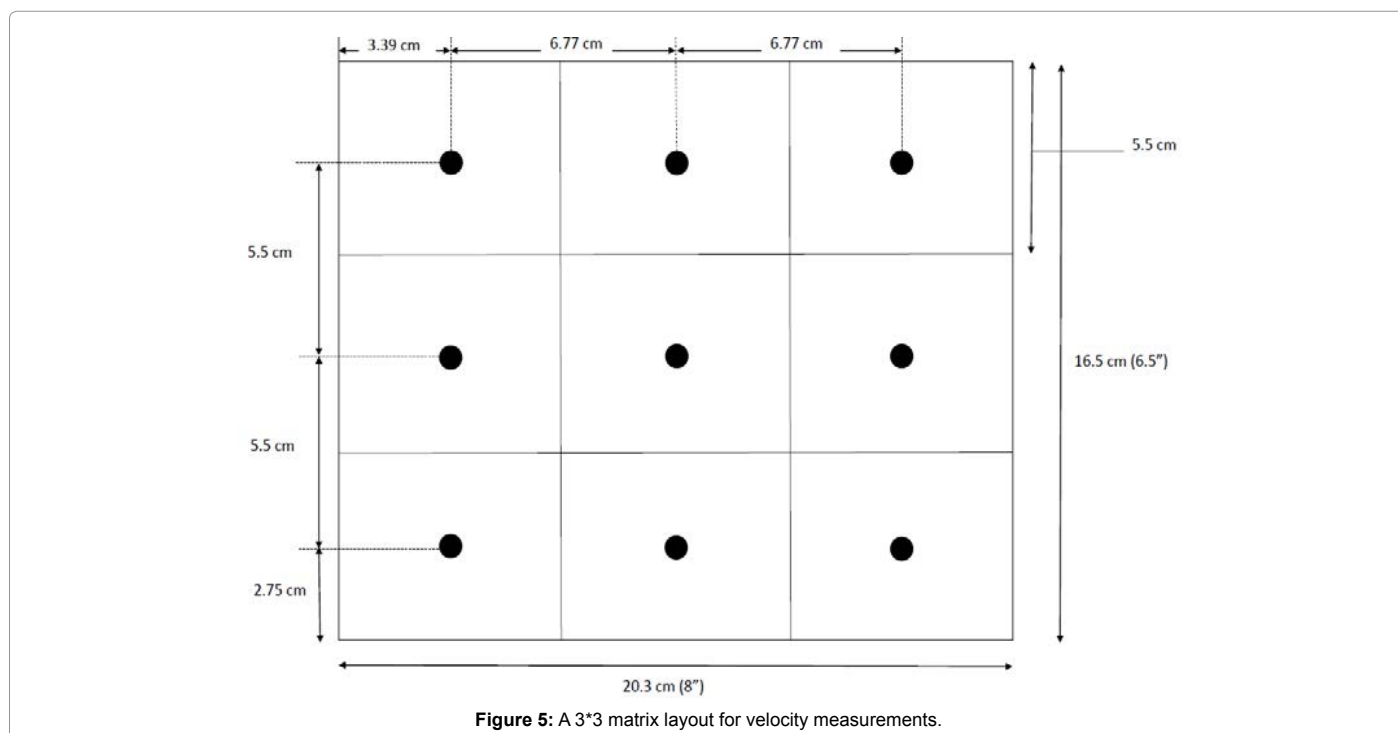 3.39 cm
6.77 cm
6.77 cm
5.5 cm
5.5 cm
16.5 cm (6.5″)
5.5 cm
2.75 cm
20.3 cm (8″)
Figure 5: A 3*3 matrix layout for velocity measurements.